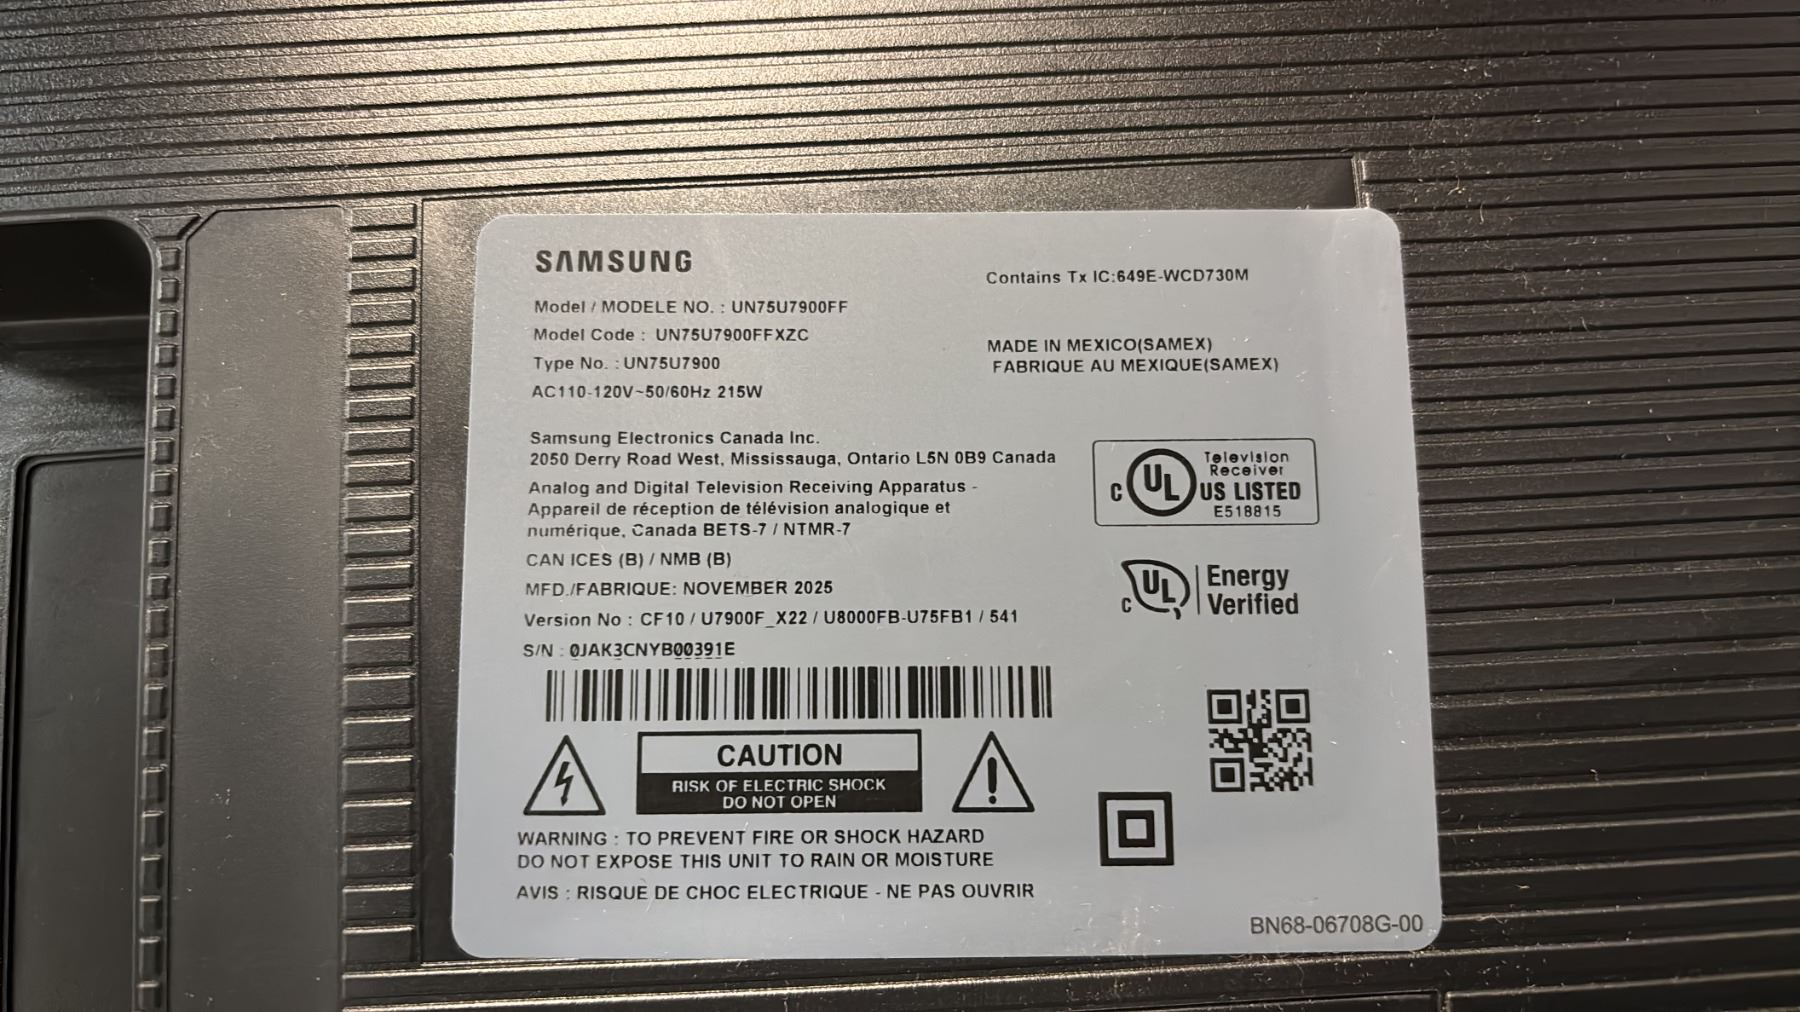 SAMSUNG
Contains Tx IC:649E-WCD730M
Model / MODELE NO. : UN75U7900FF
Model Code : UN75U7900FFXZC
Type No. : UN75U7900
AC110-120V~50/60Hz 215W
MADE IN MEXICO(SAMEX)
FABRIQUE AU MEXIQUE(SAMEX)
Samsung Electronics Canada Inc.
2050 Derry Road West, Mississauga, Ontario L5N 0B9 Canada
Analog and Digital Television Receiving Apparatus -
Appareil de réception de télévision analogique et
numérique, Canada BETS-7 / NTMR-7
CAN ICES (B) / NMB (B)
MFD./FABRIQUE: NOVEMBER 2025
Version No : CF10 / U7900F_X22 / U8000FB-U75FB1 / 541
S/N : 0JAK3CNYB00391E
Television
Receiver
C UL US LISTED
E518815
C UL Energy
Verified
CAUTION
RISK OF ELECTRIC SHOCK
DO NOT OPEN
WARNING : TO PREVENT FIRE OR SHOCK HAZARD
DO NOT EXPOSE THIS UNIT TO RAIN OR MOISTURE
AVIS : RISQUE DE CHOC ELECTRIQUE - NE PAS OUVRIR
BN68-06708G-00